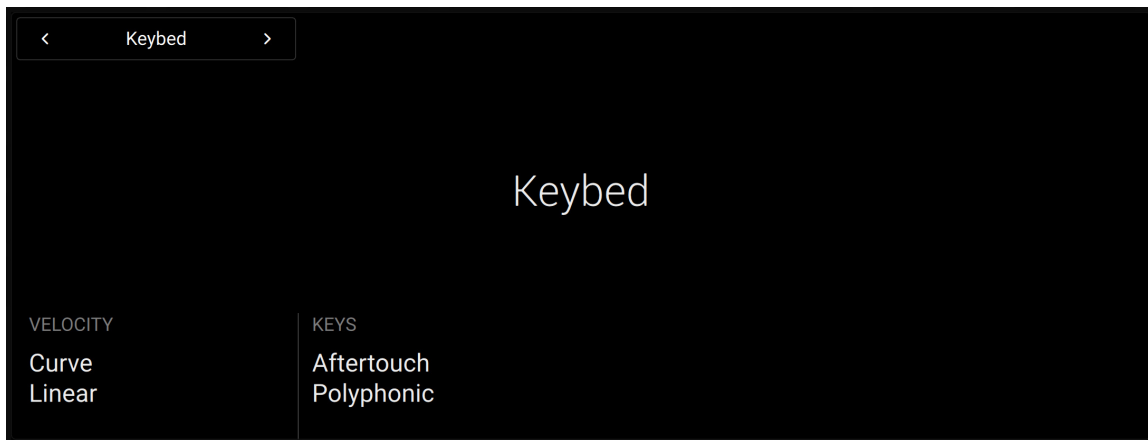 Keybed
Keybed
VELOCITY
Curve
Linear
KEYS
Aftertouch
Polyphonic